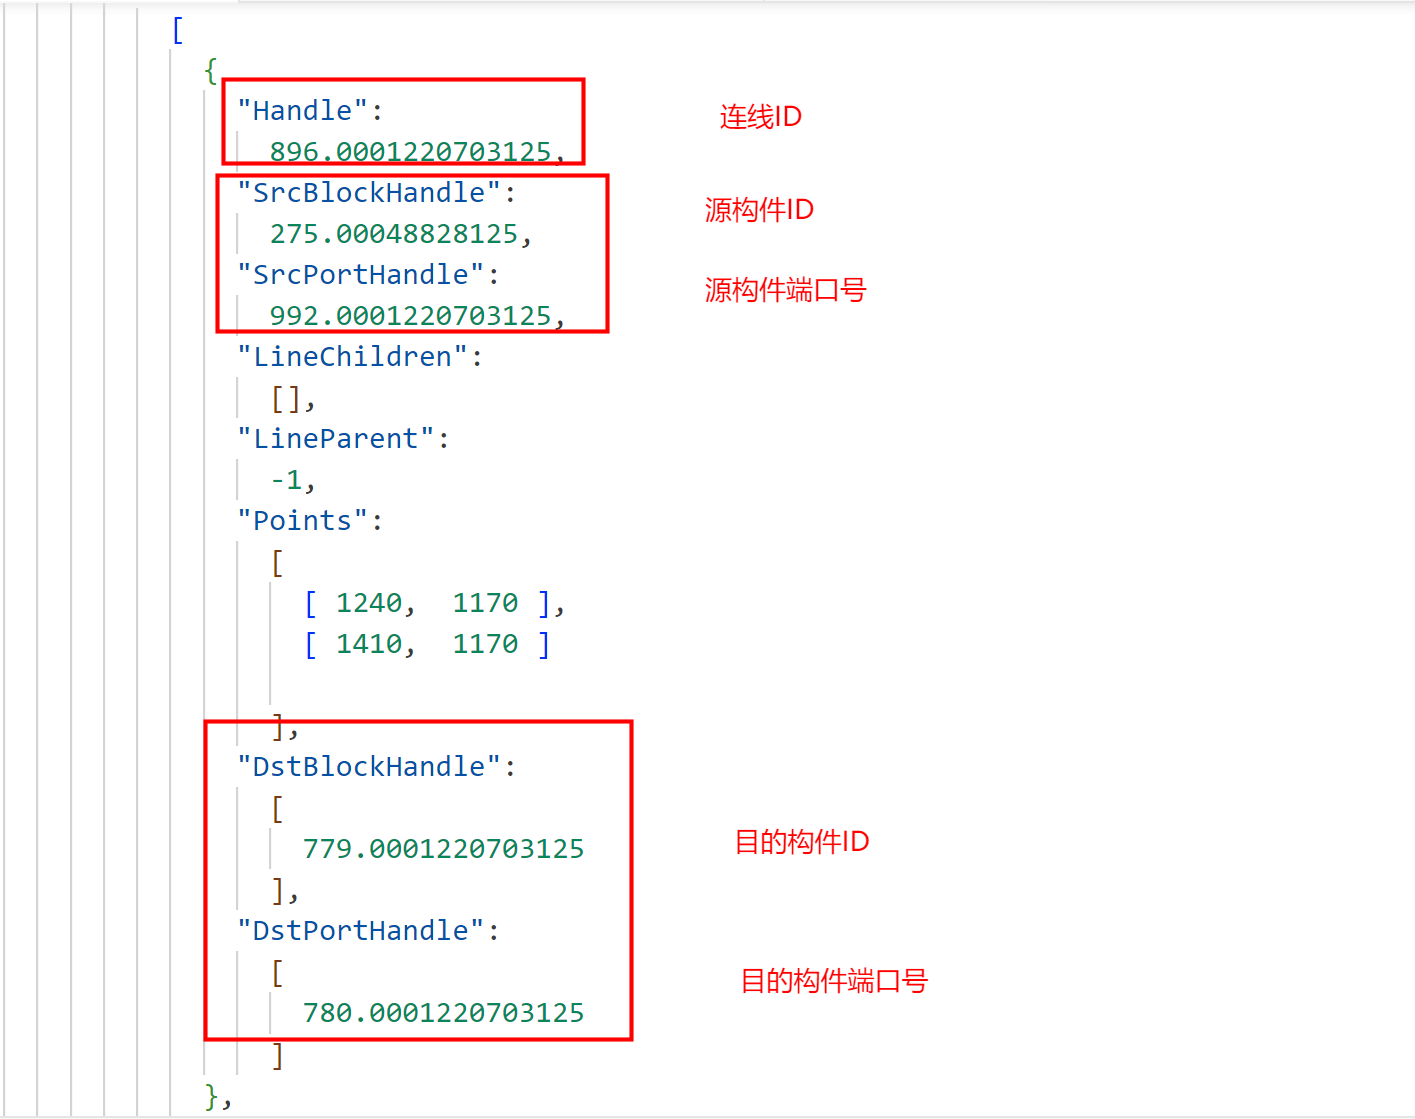 [
{
"Handle": 连线ID
896.0001220703125,
"SrcBlockHandle": 源构件ID
275.00048828125,
"SrcPortHandle": 源构件端口号
992.0001220703125,
"LineChildren":
[],
"LineParent":
-1,
"Points":
[
[ 1240, 1170 ],
[ 1410, 1170 ]
],
"DstBlockHandle":
[
779.0001220703125 目的构件ID
],
"DstPortHandle":
[ 目的构件端口号
780.0001220703125
]
},